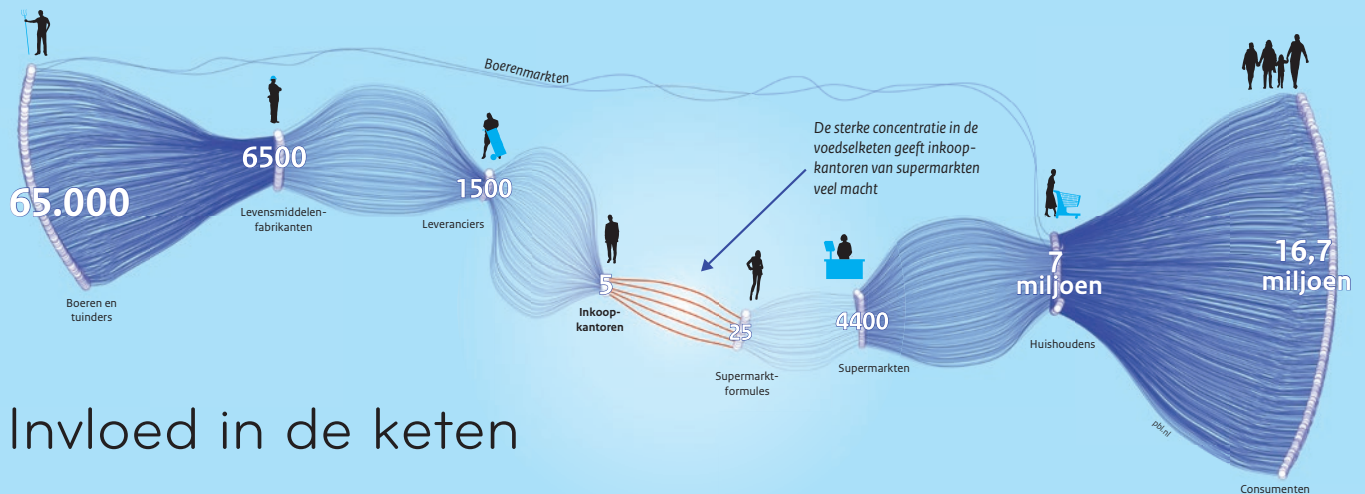 Boerenmarkten
De sterke concentratie in de
voedselketen geeft inkoop-
kantoren van supermarkten
veel macht
65.000
Boeren en
tuinders
6500
Levensmiddelen-
fabrikanten
1500
Leveranciers
5
Inkoop-
kantoren
25
Supermarkt-
formules
4400
Supermarkten
7
miljoen
Huishoudens
16,7
miljoen
Consumenten
pbl.nl
Invloed in de keten